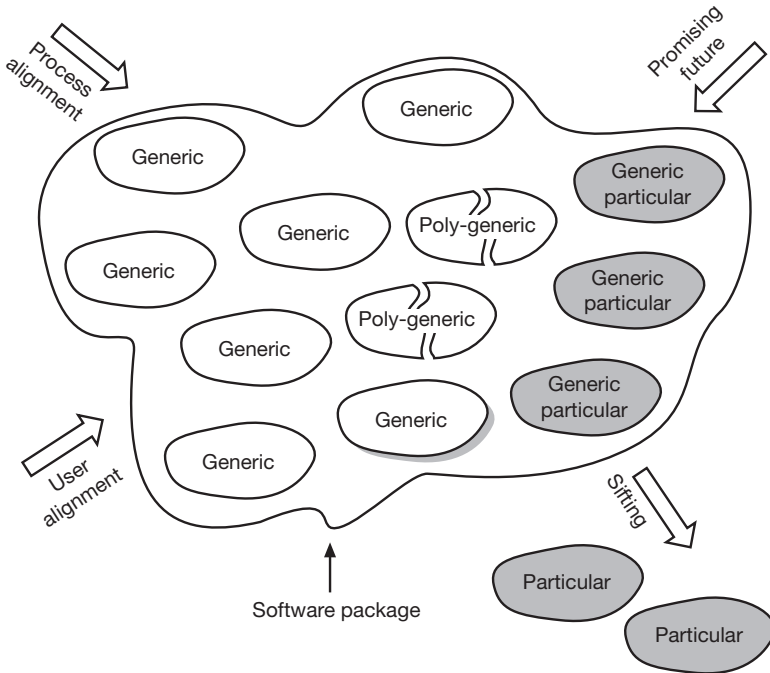 Process
alignment
Promising
future
Generic
Generic
Generic
particular
Generic
Poly-generic
Generic
Generic
particular
Poly-generic
Generic
Generic
particular
Generic
Generic
User
alignment
Sifting
Particular
Software package
Particular